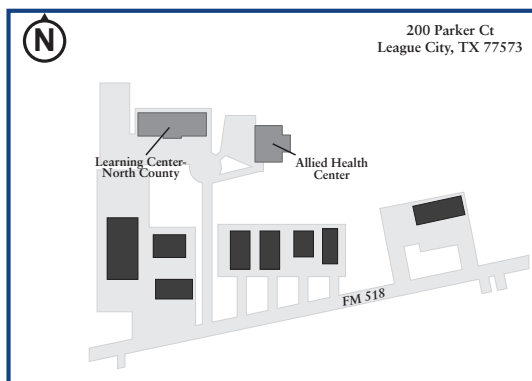 N
200 Parker Ct
League City, TX 77573
Learning Center-
North County
Allied Health
Center
FM 518